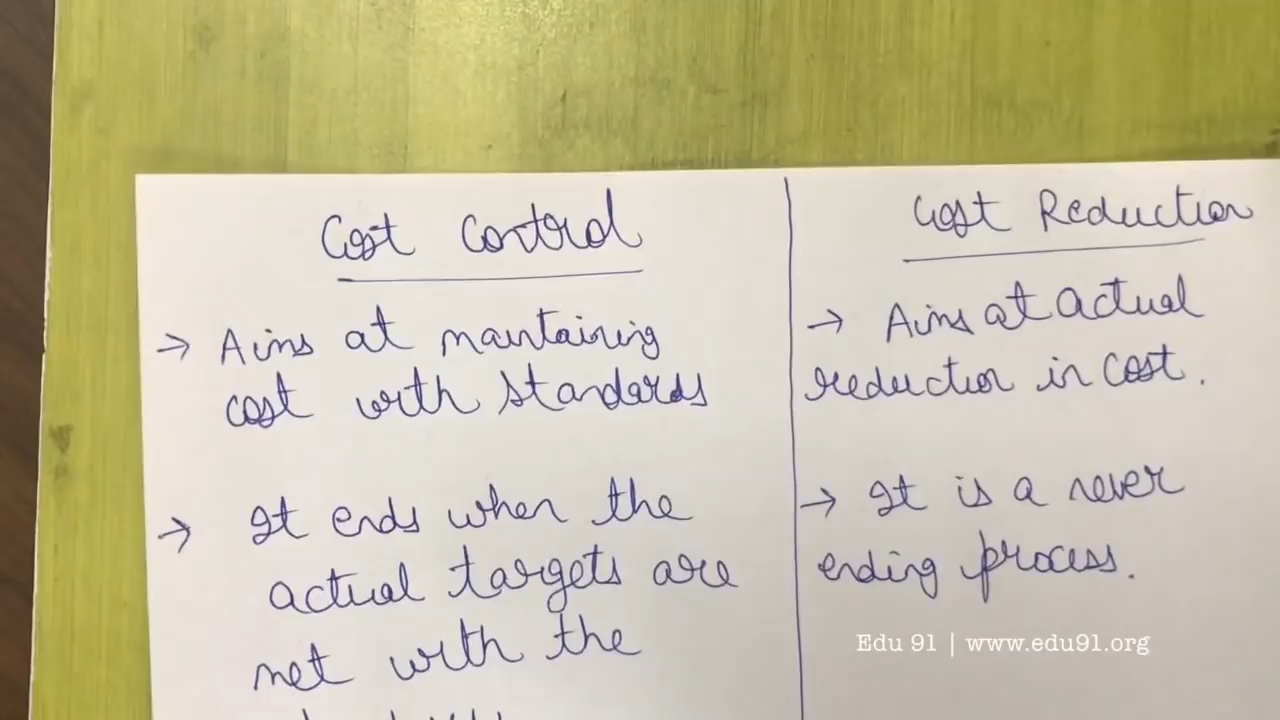 Cost Control
→ Aims at maintaining
cost with standards
→ It ends when the
actual targets are
met with the
Cost Reduction
→ Aims at actual
reduction in cost.
→ It is a never
ending process.
Edu 91 | www.edu91.org